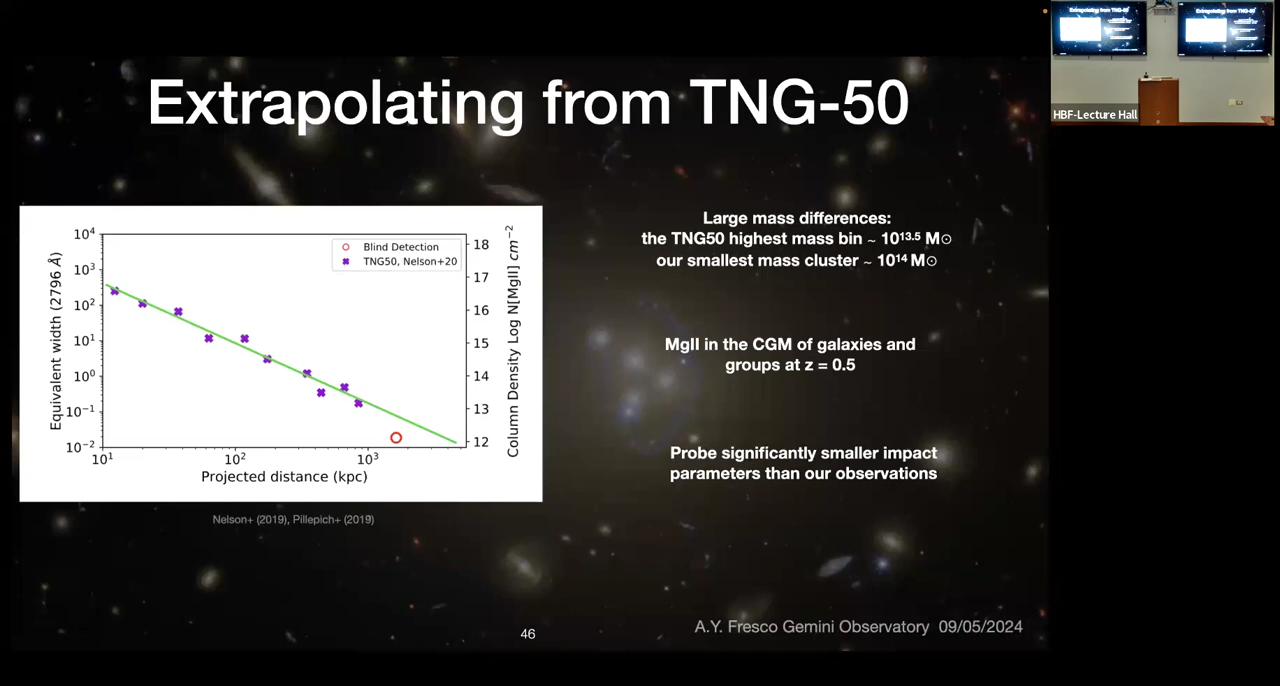 Extrapolating from TNG-50
HBF-Lecture Hall
Extrapolating from TNG-50
Large mass differences:
the TNG50 highest mass bin ~ 10¹³·⁵ M⊙
our smallest mass cluster ~ 10¹⁴ M⊙
MgII in the CGM of galaxies and
groups at z = 0.5
Probe significantly smaller impact
parameters than our observations
Blind Detection
TNG50, Nelson+20
Equivalent width (2796 Å)
10⁴
10³
10²
10¹
10⁰
10⁻¹
10⁻²
18
17
16
15
14
13
12
Column Density Log N[MgII] cm⁻²
10¹ 10² 10³
Projected distance (kpc)
Nelson+ (2019), Pillepich+ (2019)
46
A.Y. Fresco Gemini Observatory 09/05/2024